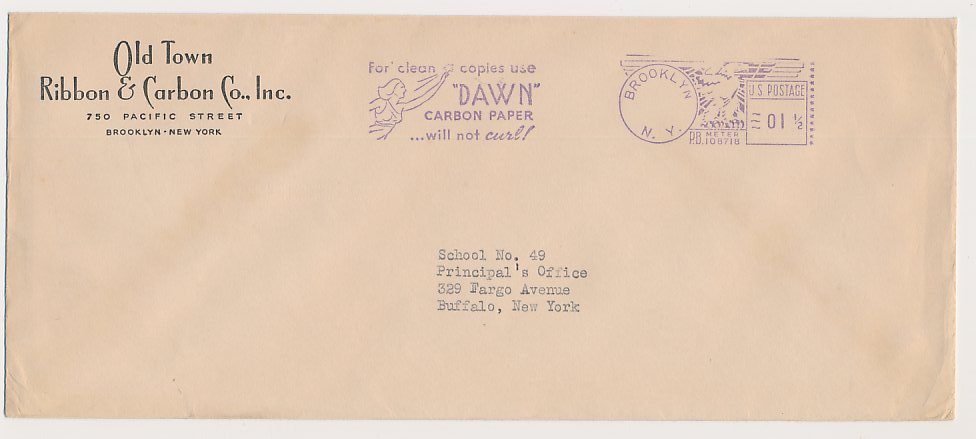 Old Town
Ribbon & Carbon Co., Inc.
750 PACIFIC STREET
BROOKLYN · NEW YORK
For clean copies use
"DAWN"
CARBON PAPER
...will not curl!
BROOKLYN
N. Y.
U.S. POSTAGE
01 ½
P.B. METER
108718
School No. 49
Principal's Office
329 Fargo Avenue
Buffalo, New York